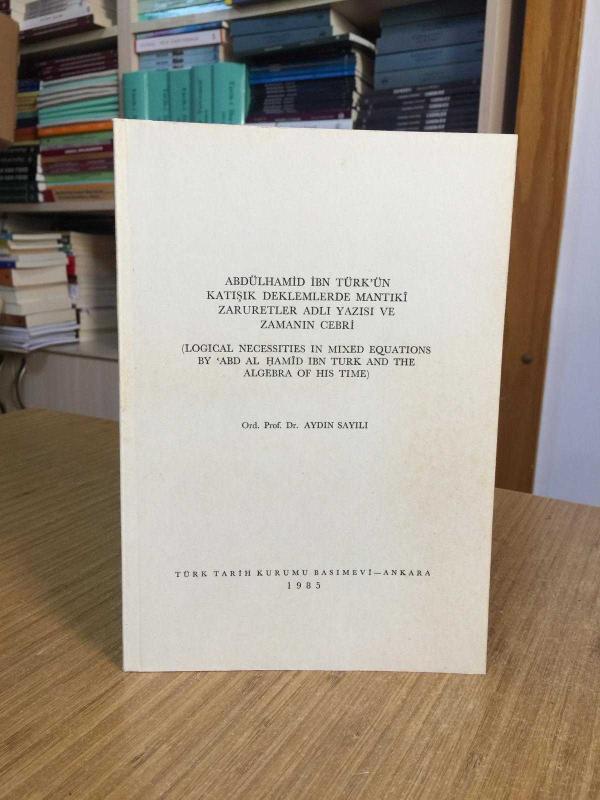 ABDÜLHAMİD İBN TÜRK'ÜN
KATIŞIK DEKLEMLERDE MANTIKÎ
ZARURETLER ADLI YAZISI VE
ZAMANIN CEBRİ
(LOGICAL NECESSITIES IN MIXED EQUATIONS
BY ‘ABD AL ḤAMÎD IBN TURK AND THE
ALGEBRA OF HIS TIME)
Ord. Prof. Dr. AYDIN SAYILI
TÜRK TARİH KURUMU BASIMEVİ—ANKARA
1985